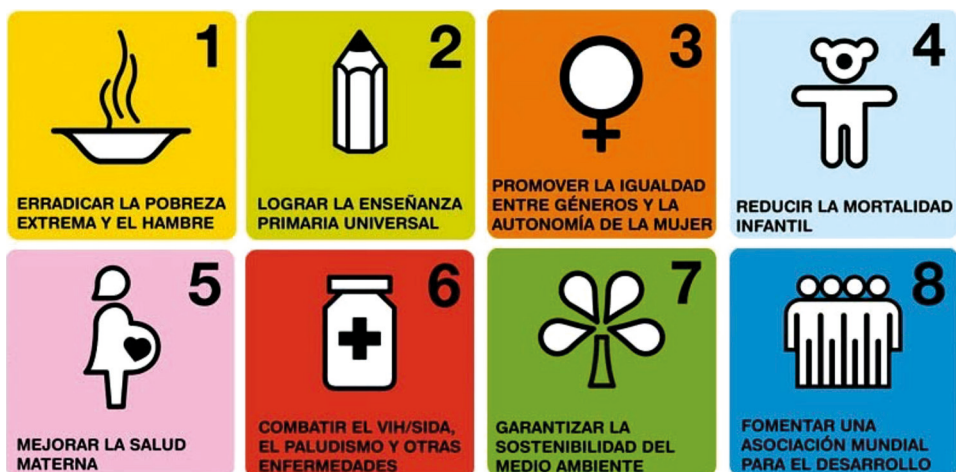 1
ERRADICAR LA POBREZA
EXTREMA Y EL HAMBRE
2
LOGRAR LA ENSEÑANZA
PRIMARIA UNIVERSAL
3
PROMOVER LA IGUALDAD
ENTRE GÉNEROS Y LA
AUTONOMÍA DE LA MUJER
4
REDUCIR LA MORTALIDAD
INFANTIL
5
MEJORAR LA SALUD
MATERNA
6
COMBATIR EL VIH/SIDA,
EL PALUDISMO Y OTRAS
ENFERMEDADES
7
GARANTIZAR LA
SOSTENIBILIDAD DEL
MEDIO AMBIENTE
8
FOMENTAR UNA
ASOCIACIÓN MUNDIAL
PARA EL DESARROLLO